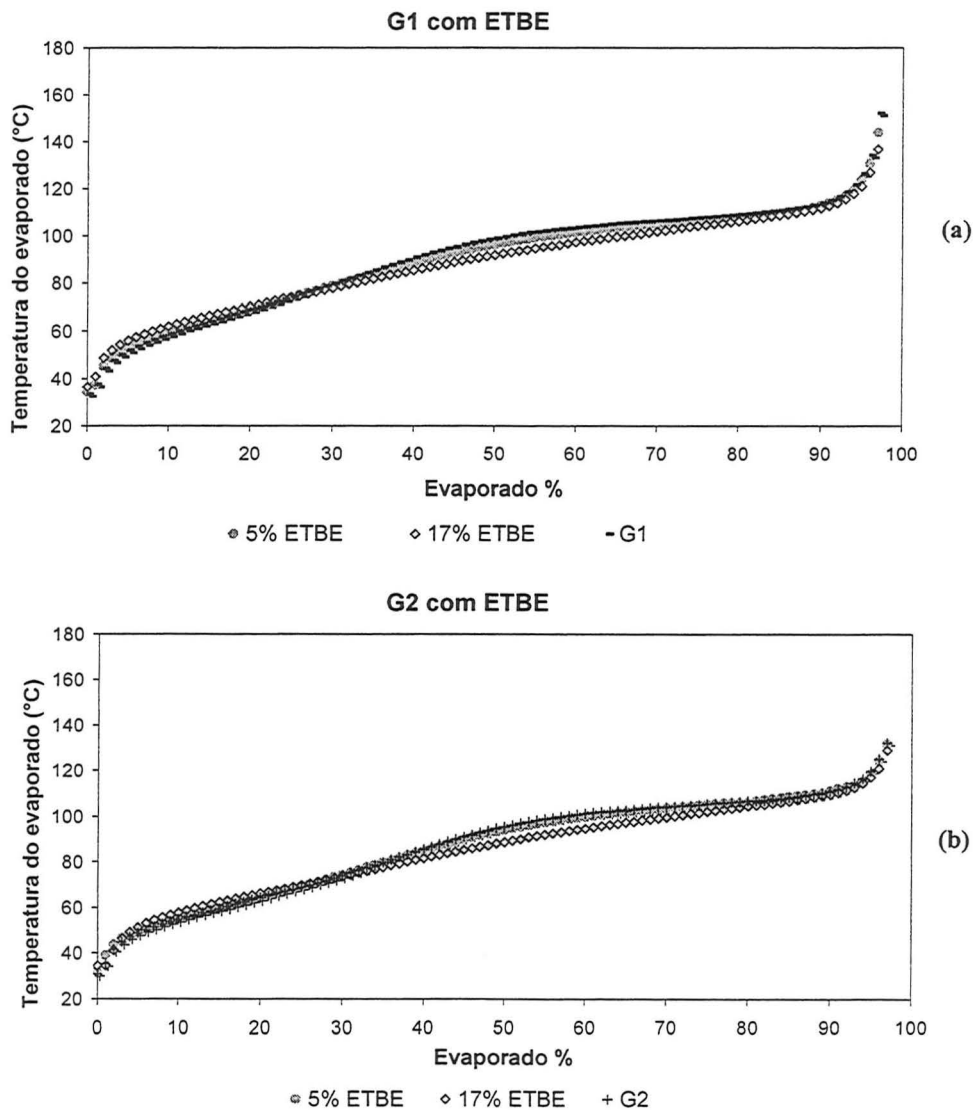 G1 com ETBE
180
160
140
120
100
80
60
40
20
Temperatura do evaporado (°C)
0 10 20 30 40 50 60 70 80 90 100
Evaporado %
5% ETBE 17% ETBE G1
(a)
G2 com ETBE
180
160
140
120
100
80
60
40
20
Temperatura do evaporado (°C)
0 10 20 30 40 50 60 70 80 90 100
Evaporado %
5% ETBE 17% ETBE G2
(b)